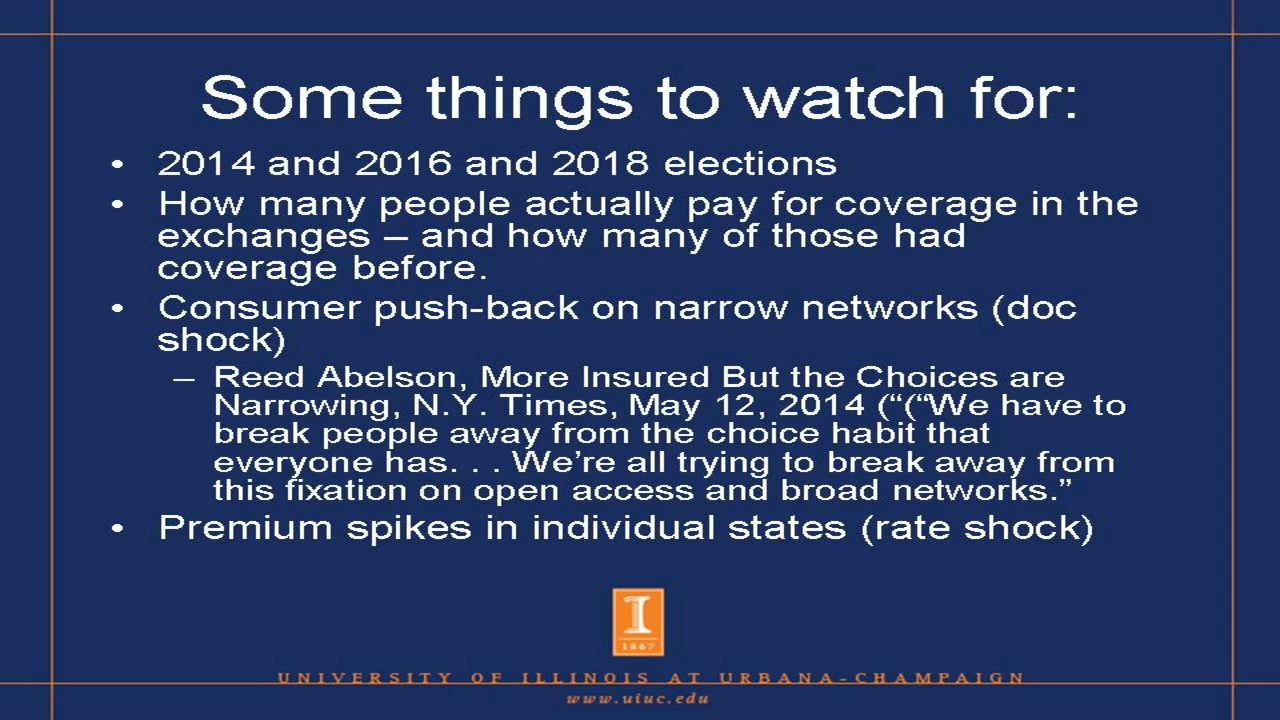 Some things to watch for:
• 2014 and 2016 and 2018 elections
• How many people actually pay for coverage in the
exchanges – and how many of those had
coverage before.
• Consumer push-back on narrow networks (doc
shock)
– Reed Abelson, More Insured But the Choices are
Narrowing, N.Y. Times, May 12, 2014 (“(“We have to
break people away from the choice habit that
everyone has. . . We’re all trying to break away from
this fixation on open access and broad networks.”
• Premium spikes in individual states (rate shock)
I
1867
UNIVERSITY OF ILLINOIS AT URBANA-CHAMPAIGN
www.uiuc.edu